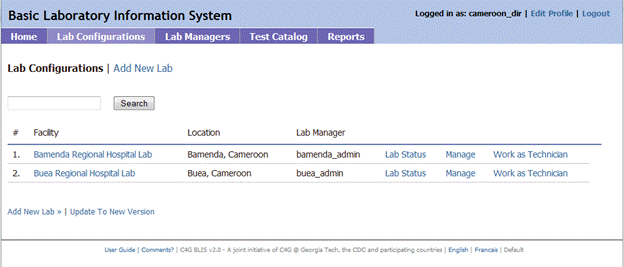 Basic Laboratory Information System
Logged in as: cameroon_dir | Edit Profile | Logout
Home Lab Configurations Lab Managers Test Catalog Reports
Lab Configurations | Add New Lab
Search
# Facility Location Lab Manager
1. Bamenda Regional Hospital Lab Bamenda, Cameroon bamenda_admin Lab Status Manage Work as Technician
2. Buea Regional Hospital Lab Buea, Cameroon buea_admin Lab Status Manage Work as Technician
Add New Lab » | Update To New Version
User Guide | Comments? | C4G BLIS v2.0 - A joint initiative of C4G @ Georgia Tech, the CDC and participating countries | English | Francais | Default